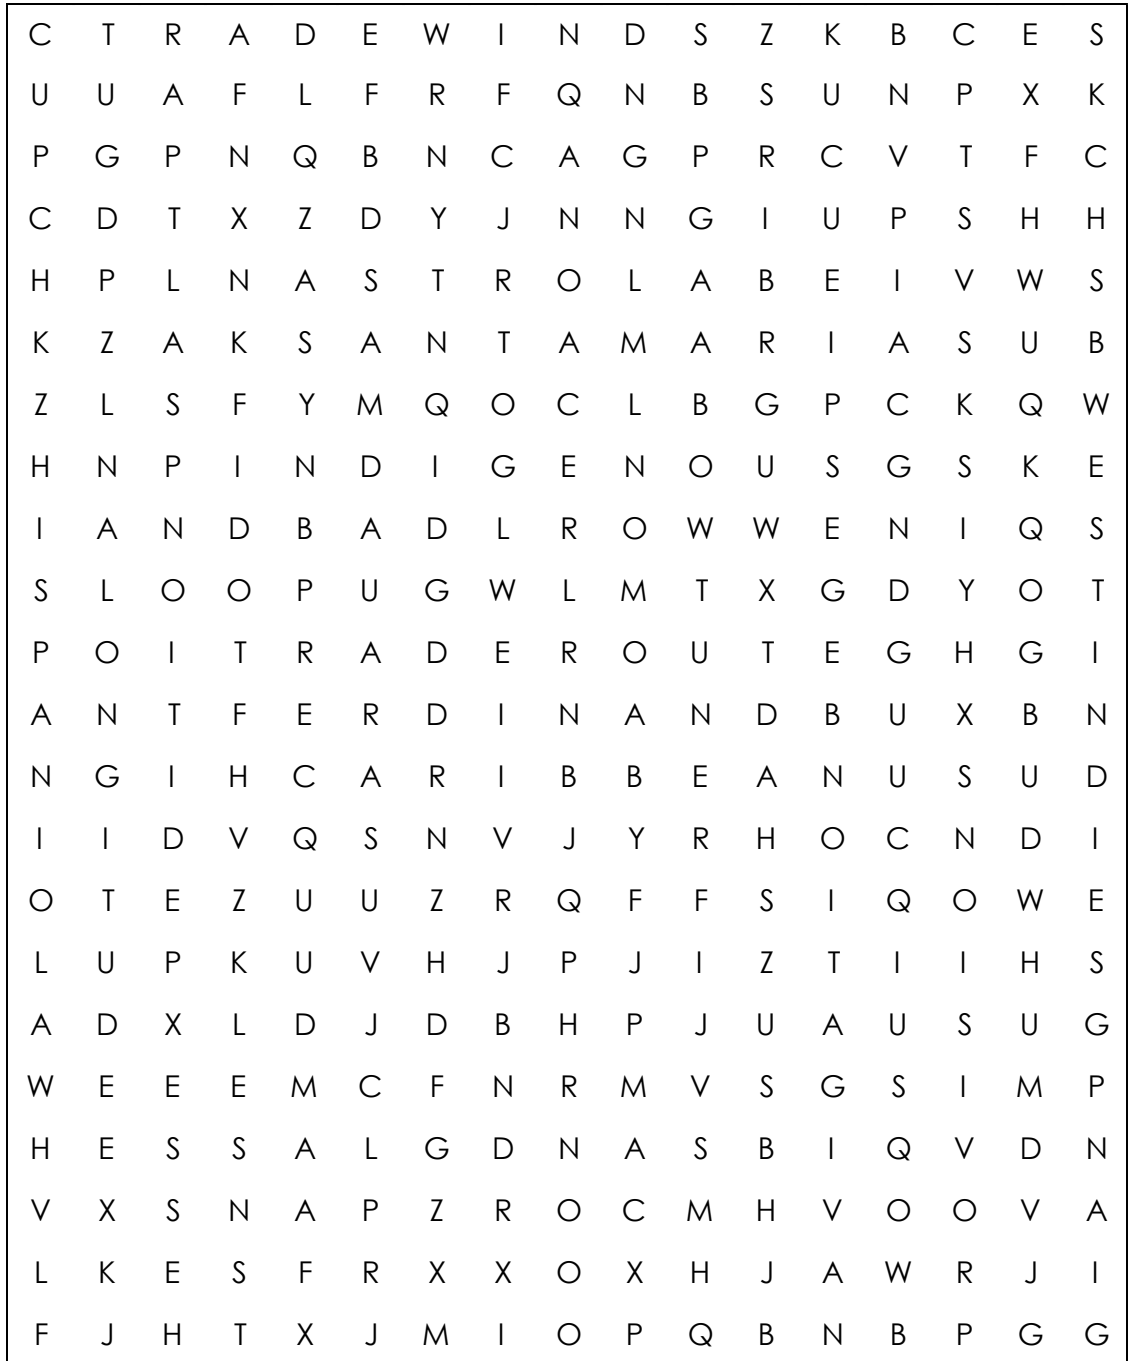 C T R A D E W I N D S Z K B C E S
U U A F L F R F Q N B S U N P X K
P G P N Q B N C A G P R C V T F C
C D T X Z D Y J N N G I U P S H H
H P L N A S T R O L A B E I V W S
K Z A K S A N T A M A R I A S U B
Z L S F Y M Q O C L B G P C K Q W
H N P I N D I G E N O U S G S K E
I A N D B A D L R O W W E N I Q S
S L O O P U G W L M T X G D Y O T
P O I T R A D E R O U T E G H G I
A N T F E R D I N A N D B U X B N
N G I H C A R I B B E A N U S U D
I I D V Q S N V J Y R H O C N D I
O T E Z U U Z R Q F F S I Q O W E
L U P K U V H J P J I Z T I I H S
A D X L D J D B H P J U A U S U G
W E E E M C F N R M V S G S I M P
H E S S A L G D N A S B I Q V D N
V X S N A P Z R O C M H V O O V A
L K E S F R X X O X H J A W R J I
F J H T X J M I O P Q B N B P G G